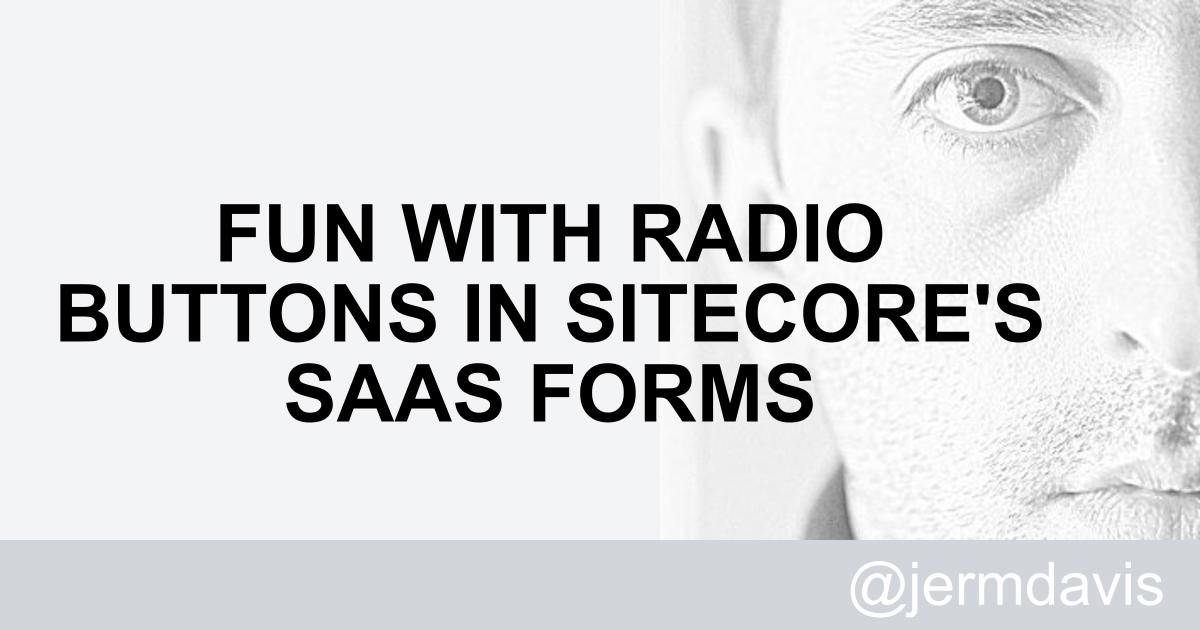 FUN WITH RADIO
BUTTONS IN SITECORE'S
SAAS FORMS
@jermdavis